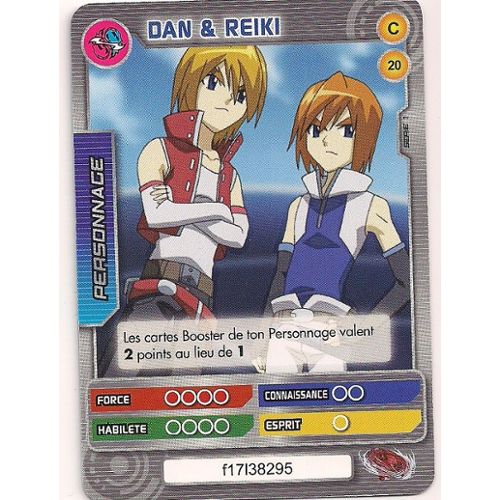 DAN & REIKI
C
20
PERSONNAGE
Les cartes Booster de ton Personnage valent
2 points au lieu de 1
FORCE
CONNAISSANCE
HABILETE
ESPRIT
f17l38295